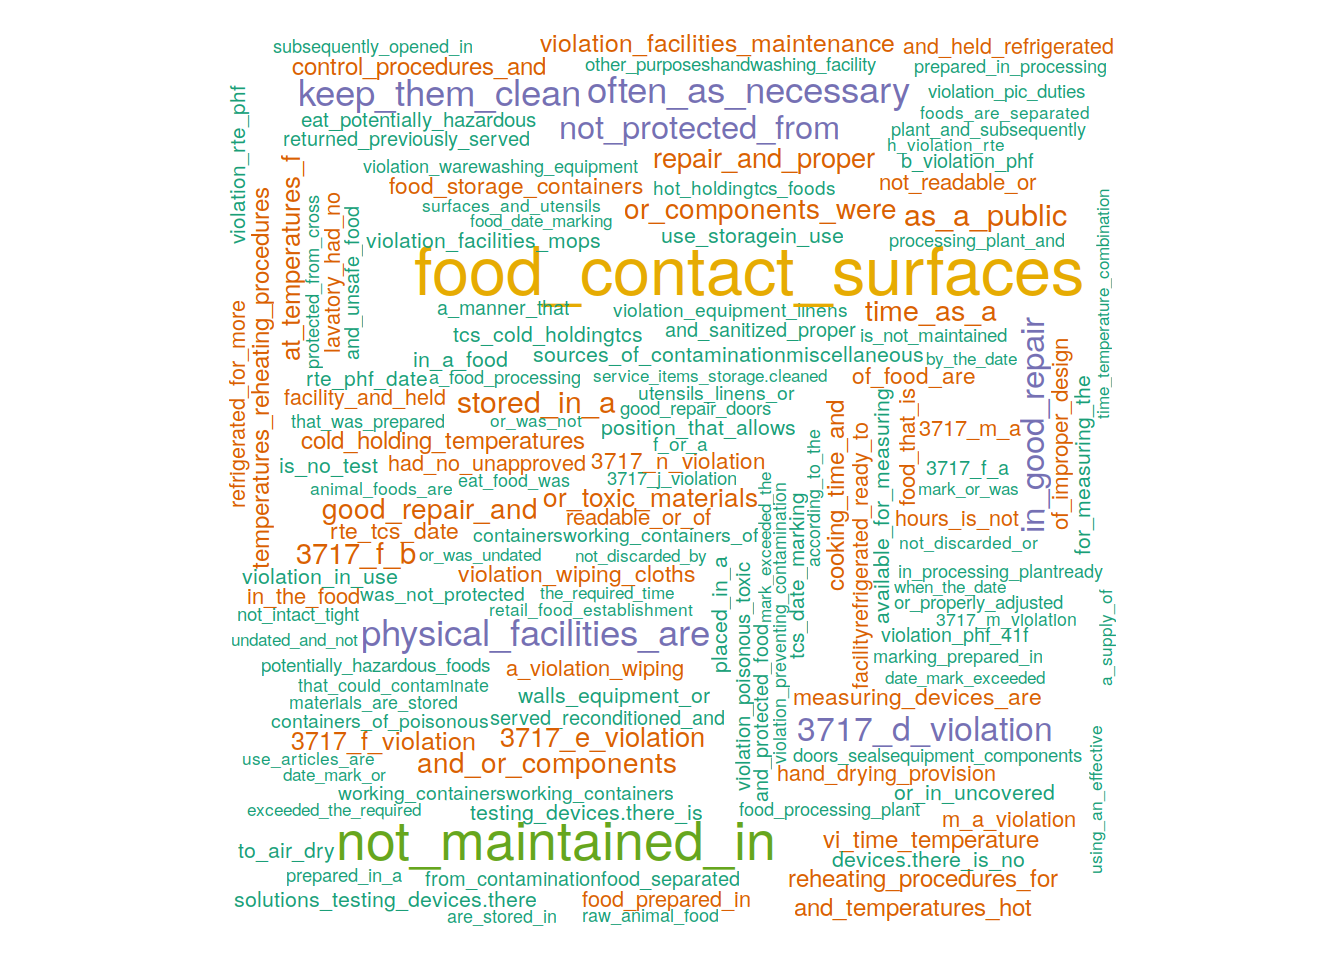 subsequently_opened_in
violation_facilities_maintenance
and_held_refrigerated
control_procedures_and
other_purposeshandwashing_facility
prepared_in_processing
keep_them_clean
often_as_necessary
violation_pic_duties
foods_are_separated
eat_potentially_hazardous
not_protected_from
plant_and_subsequently
returned_previously_served
h_violation_rte
violation_rte_phf
violation_warewashing_equipment
repair_and_proper
b_violation_phf
food_storage_containers
hot_holdingtcs_foods
not_readable_or
surfaces_and_utensils
or_components_were
as_a_public
food_date_marking
violation_facilities_mops
use_storagein_use
processing_plant_and
at_temperatures_f
temperatures_reheating_procedures
protected_from_cross
lavatory_had_no
and_unsafe_food
time_temperature_combination
food_contact_surfaces
a_manner_that
violation_equipment_linens
time_as_a
tcs_cold_holdingtcs
and_sanitized_proper
is_not_maintained
in_a_food
sources_of_contaminationmiscellaneous
by_the_date
refrigerated_for_more
rte_phf_date
a_food_processing
service_items_storage.cleaned
of_food_are
in_good_repair
of_improper_design
for_measuring_the
facility_and_held
stored_in_a
utensils_linens_or
good_repair_doors
that_was_prepared
or_was_not
position_that_allows
food_that_is
3717_m_a
cold_holding_temperatures
f_or_a
is_no_test
had_no_unapproved
3717_n_violation
3717_f_a
animal_foods_are
eat_food_was
3717_j_violation
mark_or_was
good_repair_and
or_toxic_materials
cooking_time_and
facilityrefrigerated_ready_to
available_for_measuring
according_to_the
hours_is_not
readable_or_of
rte_tcs_date
containersworking_containers_of
not_discarded_or
3717_f_b
or_was_undated
not_discarded_by
mark_exceeded_the
tcs_date_marking
violation_in_use
violation_wiping_cloths
in_processing_plantready
when_the_date
in_the_food
was_not_protected
the_required_time
or_properly_adjusted
not_intact_tight
retail_food_establishment
3717_m_violation
undated_and_not
physical_facilities_are
placed_in_a
violation_poisonous_toxic
and_protected_food
violation_preventing_contamination
violation_phf_41f
a_supply_of
potentially_hazardous_foods
a_violation_wiping
marking_prepared_in
that_could_contaminate
date_mark_exceeded
materials_are_stored
walls_equipment_or
measuring_devices_are
containers_of_poisonous
served_reconditioned_and
3717_d_violation
3717_f_violation
3717_e_violation
use_articles_are
and_or_components
doors_sealsequipment_components
date_mark_or
hand_drying_provision
working_containersworking_containers
or_in_uncovered
using_an_effective
exceeded_the_required
testing_devices.there_is
food_processing_plant
m_a_violation
to_air_dry
not_maintained_in
vi_time_temperature
devices.there_is_no
prepared_in_a
from_contaminationfood_separated
reheating_procedures_for
solutions_testing_devices.there
food_prepared_in
and_temperatures_hot
are_stored_in
raw_animal_food